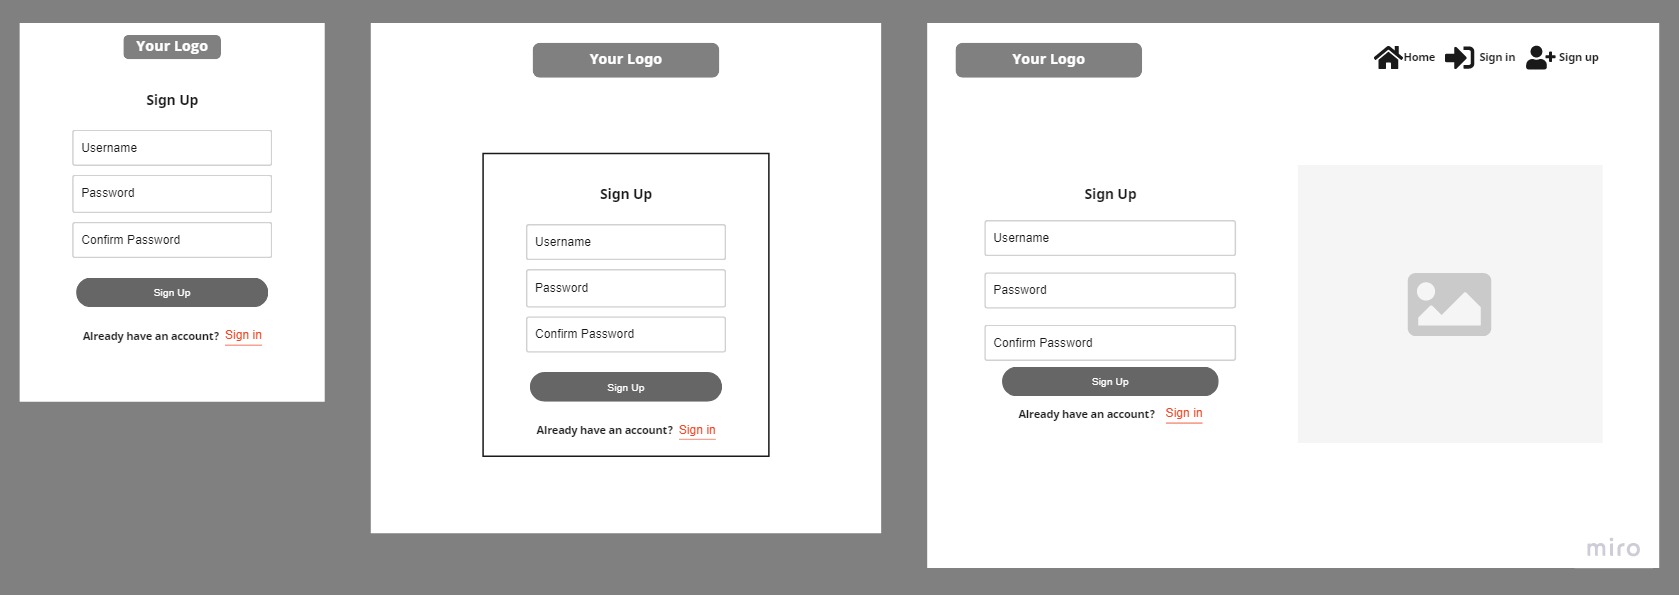 Your Logo
Sign Up
Username
Password
Confirm Password
Sign Up
Already have an account? Sign in
Your Logo
Sign Up
Username
Password
Confirm Password
Sign Up
Already have an account? Sign in
Your Logo
Home Sign in Sign up
Sign Up
Username
Password
Confirm Password
Sign Up
Already have an account? Sign in
miro